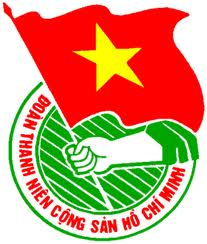 ĐOÀN THANH NIÊN CỘNG SẢN HỒ CHÍ MINH